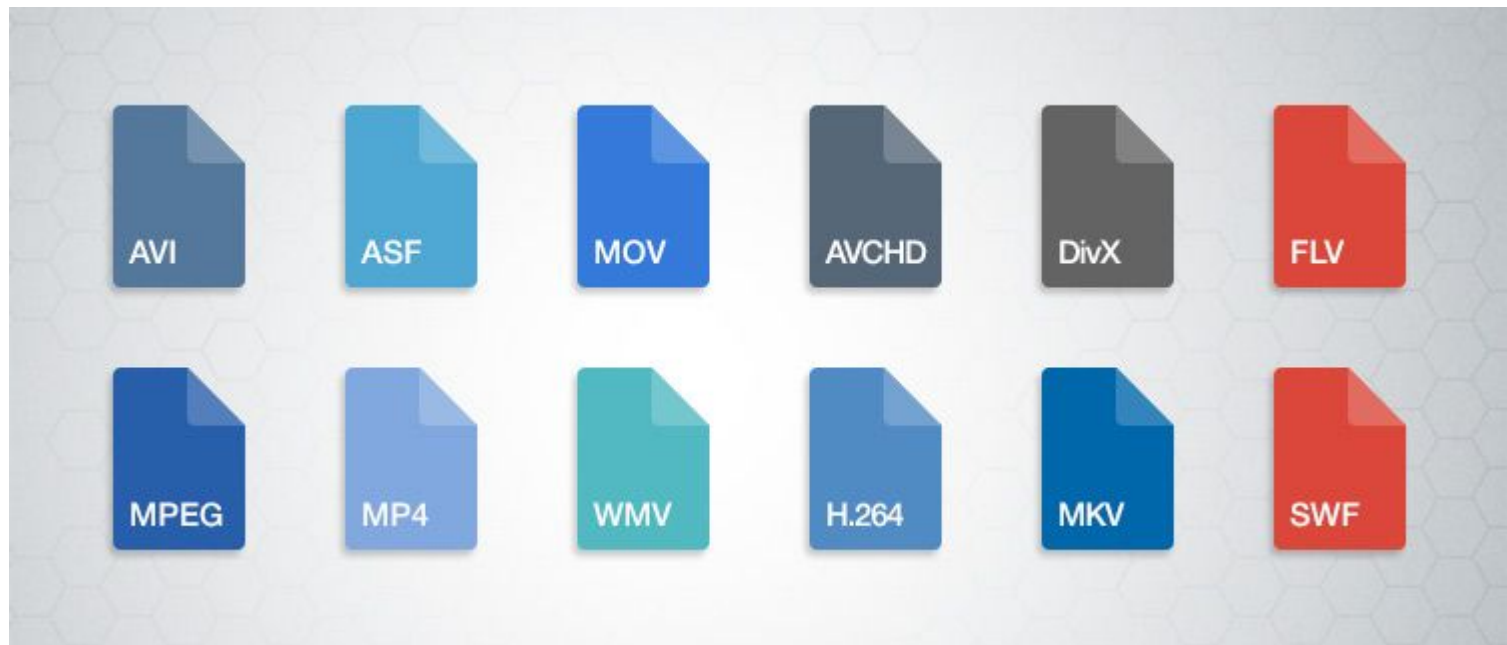 AVI
ASF
MOV
AVCHD
DivX
FLV
MPEG
MP4
WMV
H.264
MKV
SWF